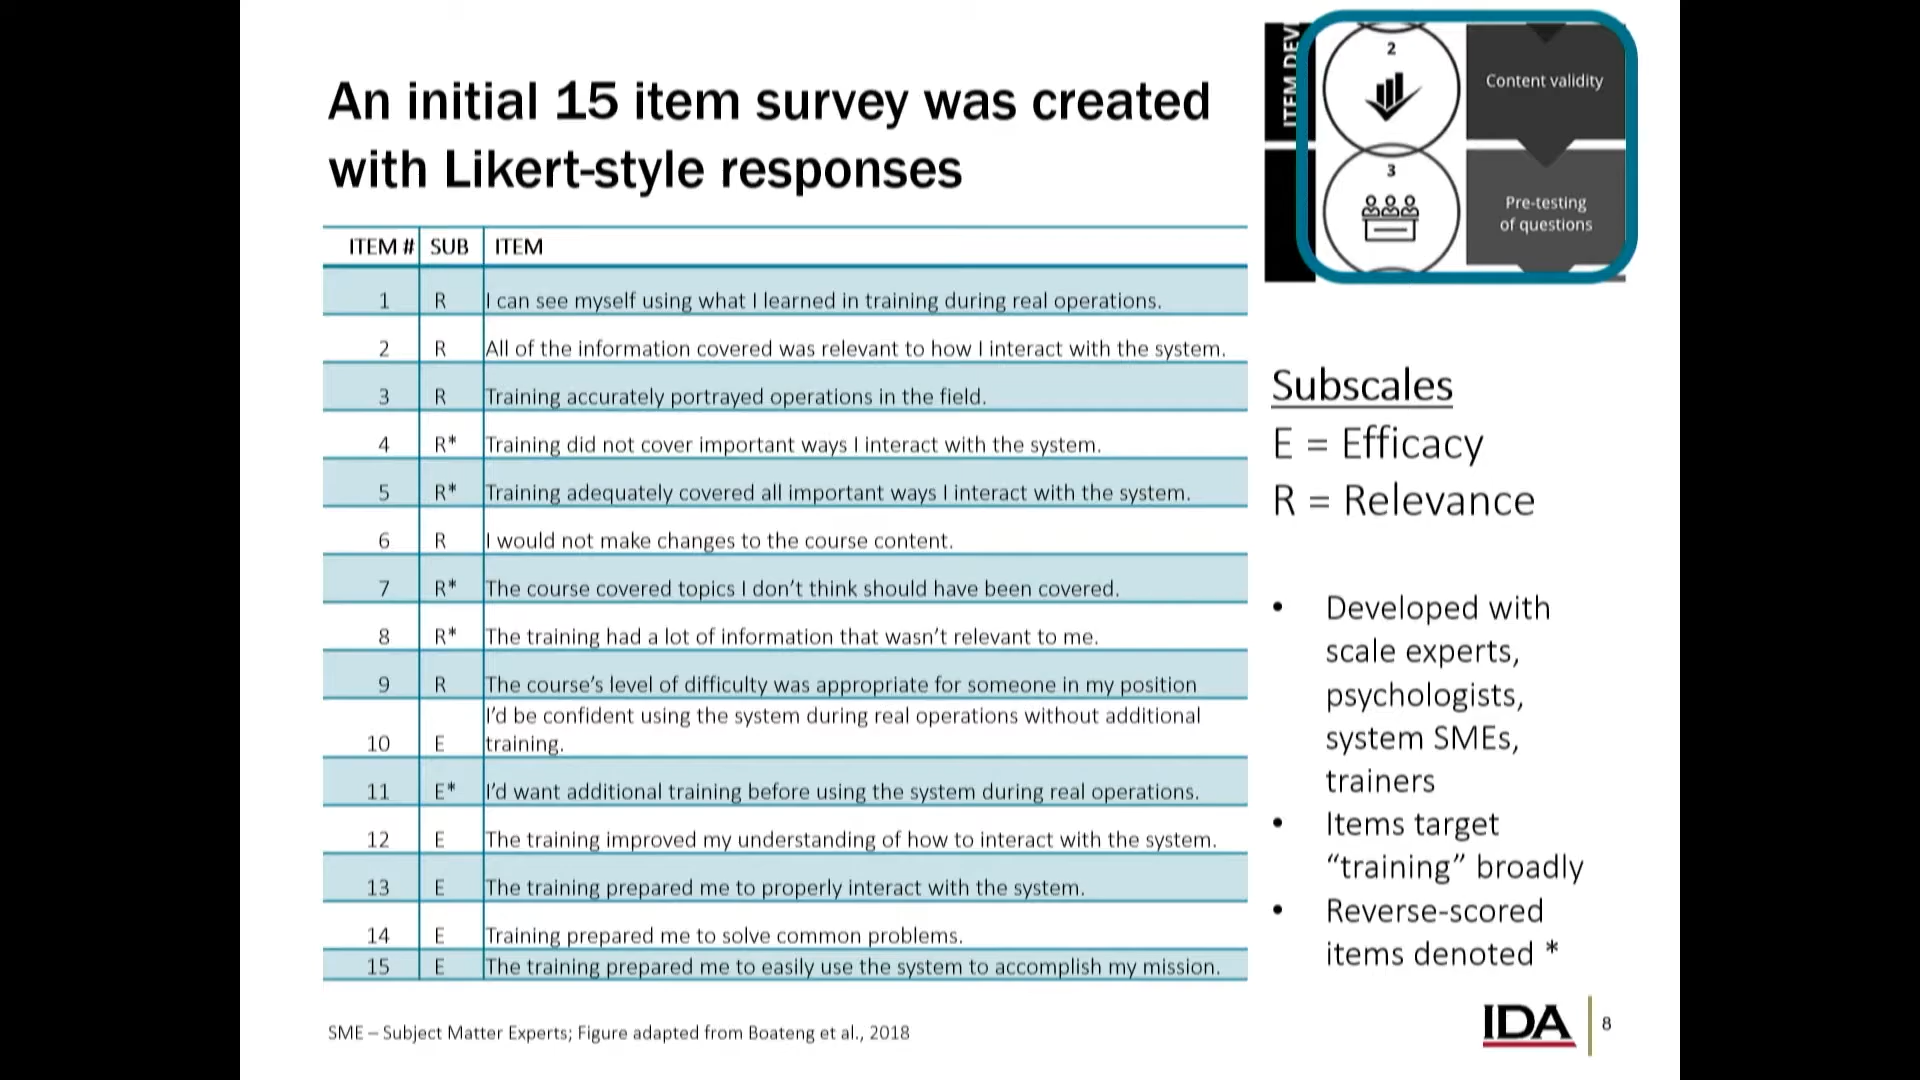 An initial 15 item survey was created
with Likert-style responses
ITEM DEV
2
Content validity
3
Pre-testing
of questions
ITEM # SUB ITEM
1 R I can see myself using what I learned in training during real operations.
2 R All of the information covered was relevant to how I interact with the system.
3 R Training accurately portrayed operations in the field.
4 R* Training did not cover important ways I interact with the system.
5 R* Training adequately covered all important ways I interact with the system.
6 R I would not make changes to the course content.
7 R* The course covered topics I don’t think should have been covered.
8 R* The training had a lot of information that wasn’t relevant to me.
9 R The course’s level of difficulty was appropriate for someone in my position
I’d be confident using the system during real operations without additional
10 E training.
11 E* I’d want additional training before using the system during real operations.
12 E The training improved my understanding of how to interact with the system.
13 E The training prepared me to properly interact with the system.
14 E Training prepared me to solve common problems.
15 E The training prepared me to easily use the system to accomplish my mission.
Subscales
E = Efficacy
R = Relevance
• Developed with
scale experts,
psychologists,
system SMEs,
trainers
• Items target
“training” broadly
• Reverse-scored
items denoted *
SME – Subject Matter Experts; Figure adapted from Boateng et al., 2018
IDA 8